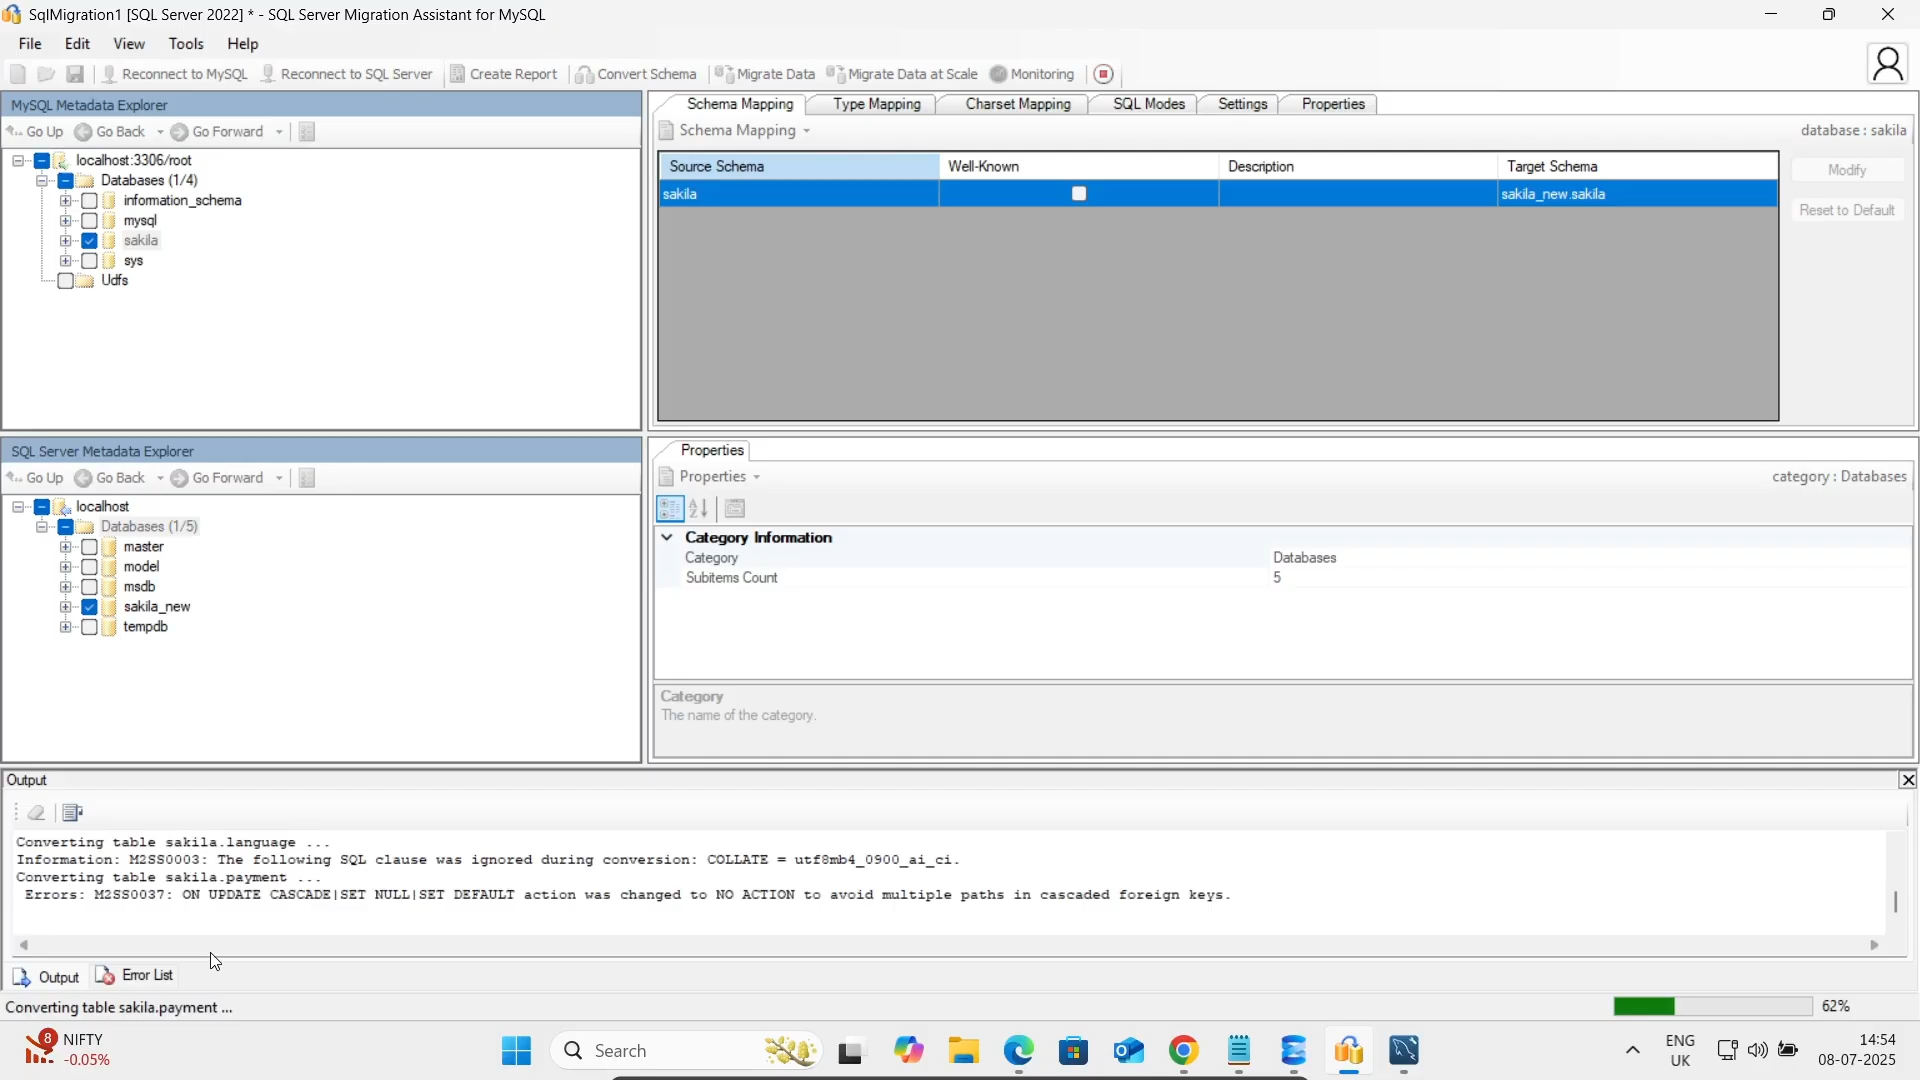 SqlMigration1 [SQL Server 2022] * - SQL Server Migration Assistant for MySQL
File Edit View Tools Help
Reconnect to MySQL Reconnect to SQL Server Create Report Convert Schema Migrate Data Migrate Data at Scale Monitoring
MySQL Metadata Explorer
Go Up Go Back Go Forward
localhost:3306/root
Databases (1/4)
information_schema
mysql
sakila
sys
Udfs
Schema Mapping Type Mapping Charset Mapping SQL Modes Settings Properties
Schema Mapping database : sakila
Source Schema Well-Known Description Target Schema
sakila sakila_new.sakila
Modify
Reset to Default
SQL Server Metadata Explorer
Go Up Go Back Go Forward
localhost
Databases (1/5)
master
model
msdb
sakila_new
tempdb
Properties
Properties category : Databases
Category Information
Category Databases
Subitems Count 5
Category
The name of the category.
Output
Converting table sakila.language ...
Information: M2SS0003: The following SQL clause was ignored during conversion: COLLATE = utf8mb4_0900_ai_ci.
Converting table sakila.payment ...
Errors: M2SS0037: ON UPDATE CASCADE|SET NULL|SET DEFAULT action was changed to NO ACTION to avoid multiple paths in cascaded foreign keys.
Output Error List
Converting table sakila.payment ... 62%
8 NIFTY
-0.05%
Search
ENG
UK
14:54
08-07-2025